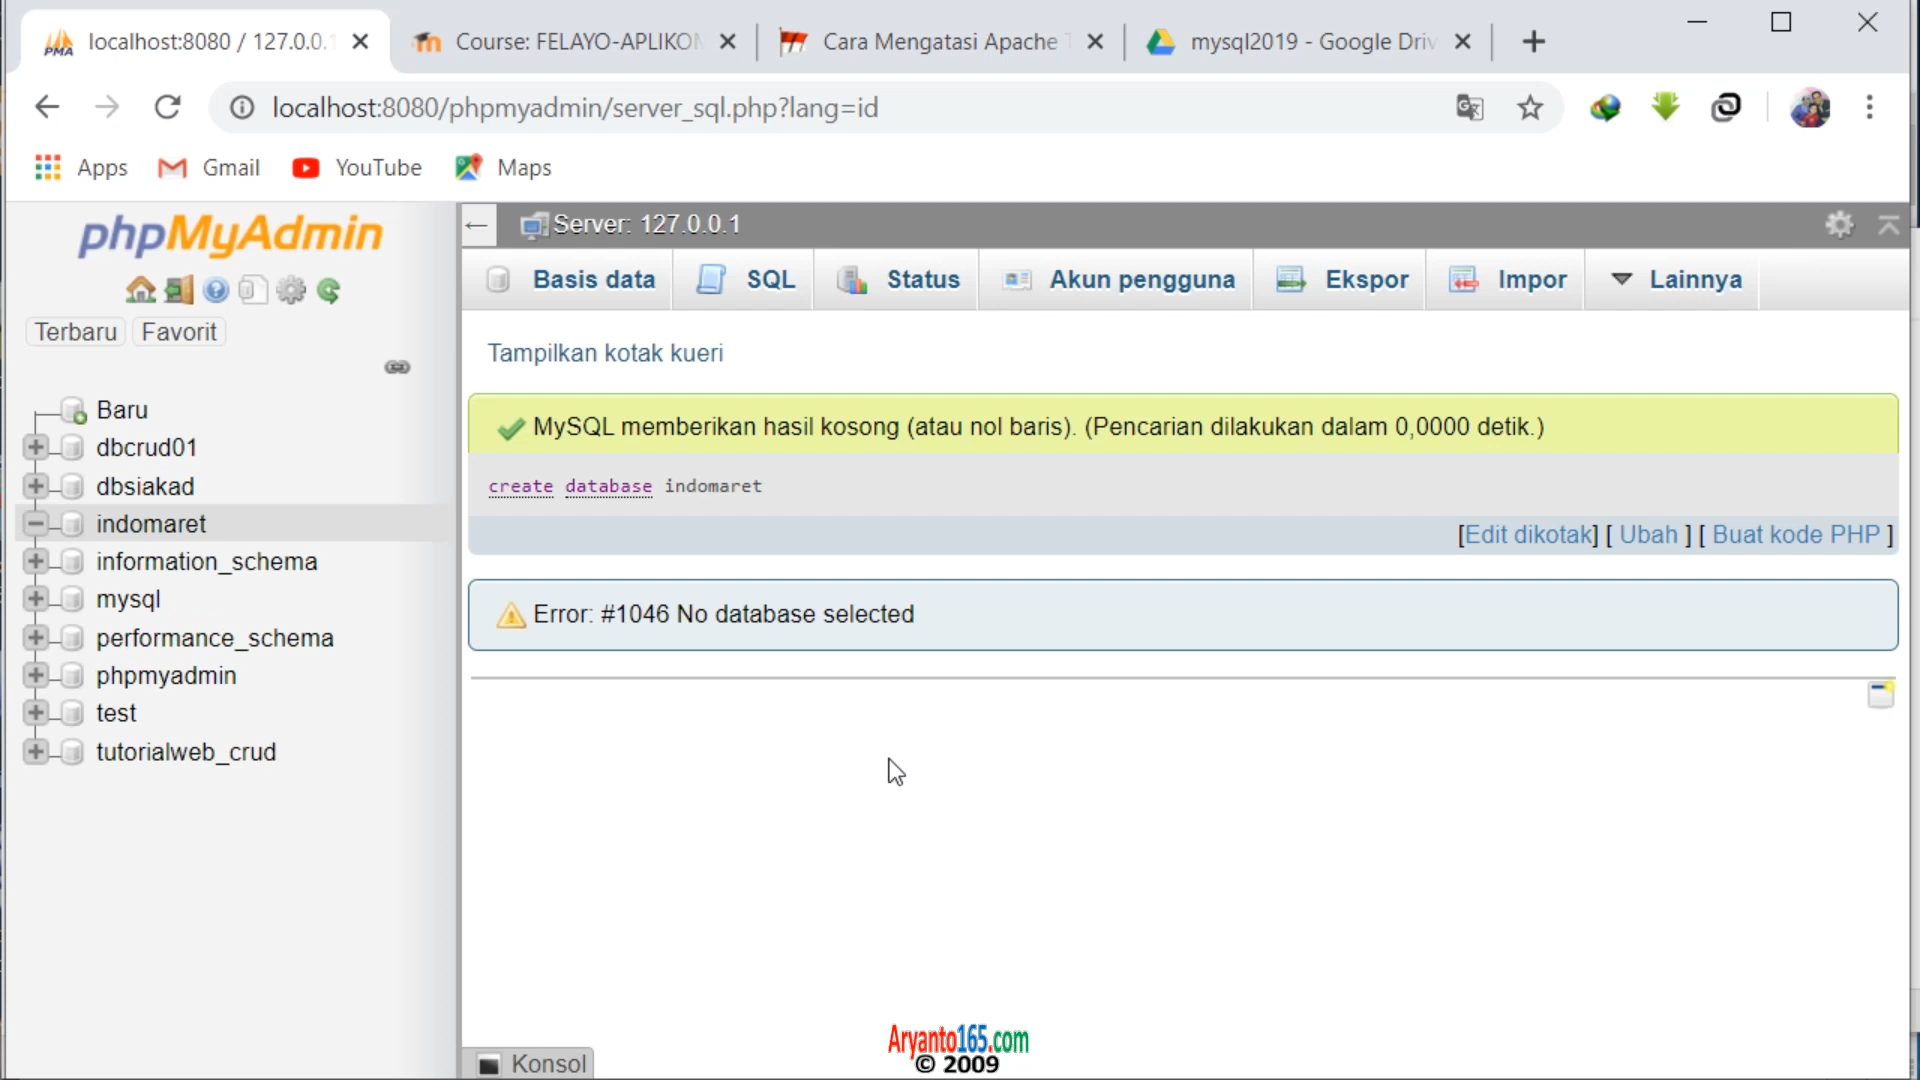 localhost:8080 / 127.0.0.1
Course: FELAYO-APLIKON
Cara Mengatasi Apache T
mysql2019 - Google Driv
localhost:8080/phpmyadmin/server_sql.php?lang=id
Apps
Gmail
YouTube
Maps
phpMyAdmin
Terbaru
Favorit
Baru
dbcrud01
dbsiakad
indomaret
information_schema
mysql
performance_schema
phpmyadmin
test
tutorialweb_crud
Server: 127.0.0.1
Basis data
SQL
Status
Akun pengguna
Ekspor
Impor
Lainnya
Tampilkan kotak kueri
MySQL memberikan hasil kosong (atau nol baris). (Pencarian dilakukan dalam 0,0000 detik.)
create database indomaret
[Edit dikotak] [ Ubah ] [ Buat kode PHP ]
Error: #1046 No database selected
Konsol
Aryanto165.com
© 2009